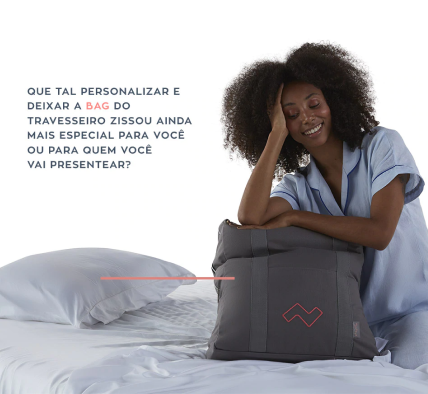 QUE TAL PERSONALIZAR E
DEIXAR A BAG DO
TRAVESSEIRO ZISSOU AINDA
MAIS ESPECIAL PARA VOCÊ
OU PARA QUEM VOCÊ
VAI PRESENTEAR?